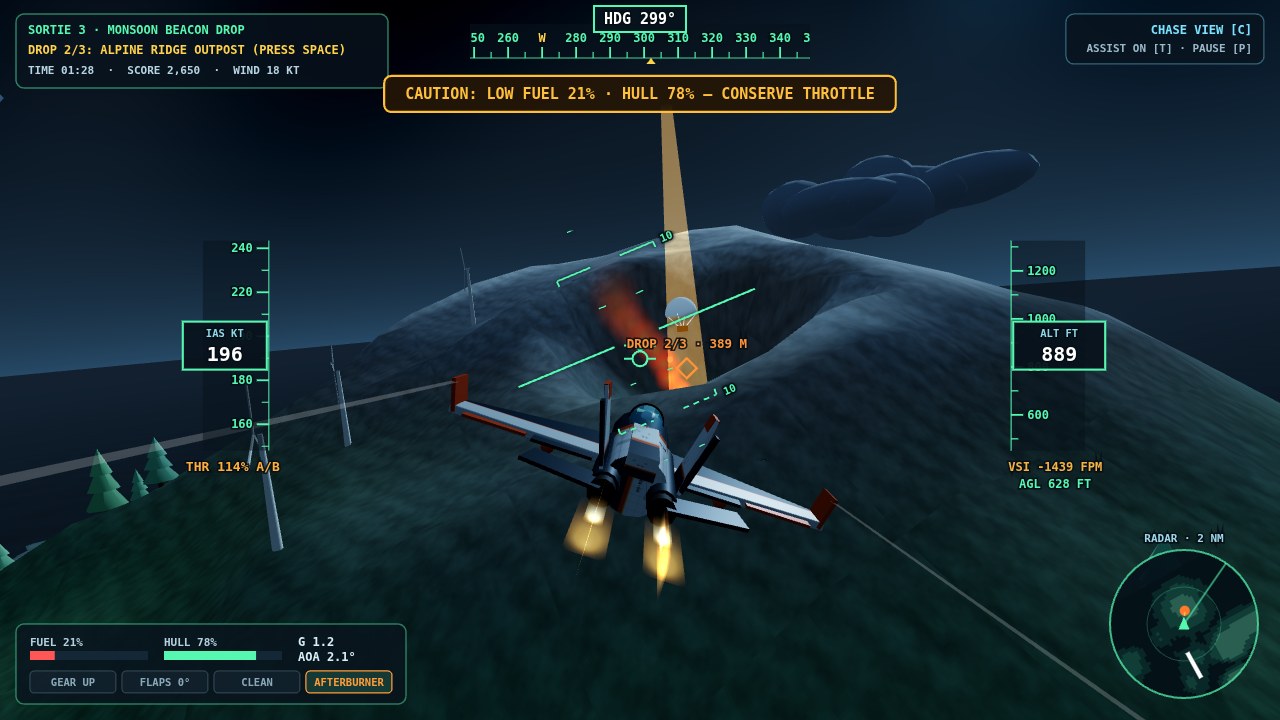 SORTIE 3 · MONSOON BEACON DROP
DROP 2/3: ALPINE RIDGE OUTPOST (PRESS SPACE)
TIME 01:28 · SCORE 2,650 · WIND 18 KT
HDG 299°
50 260 W 280 290 300 310 320 330 340 3
CHASE VIEW [C]
ASSIST ON [T] · PAUSE [P]
CAUTION: LOW FUEL 21% · HULL 78% — CONSERVE THROTTLE
10
240
220
IAS KT
196
180
160
THR 114% A/B
DROP 2/3 · 389 M
10
1200
1000
ALT FT
889
600
VSI -1439 FPM
AGL 628 FT
RADAR · 2 NM
FUEL 21%
HULL 78%
G 1.2
AOA 2.1°
GEAR UP
FLAPS 0°
CLEAN
AFTERBURNER